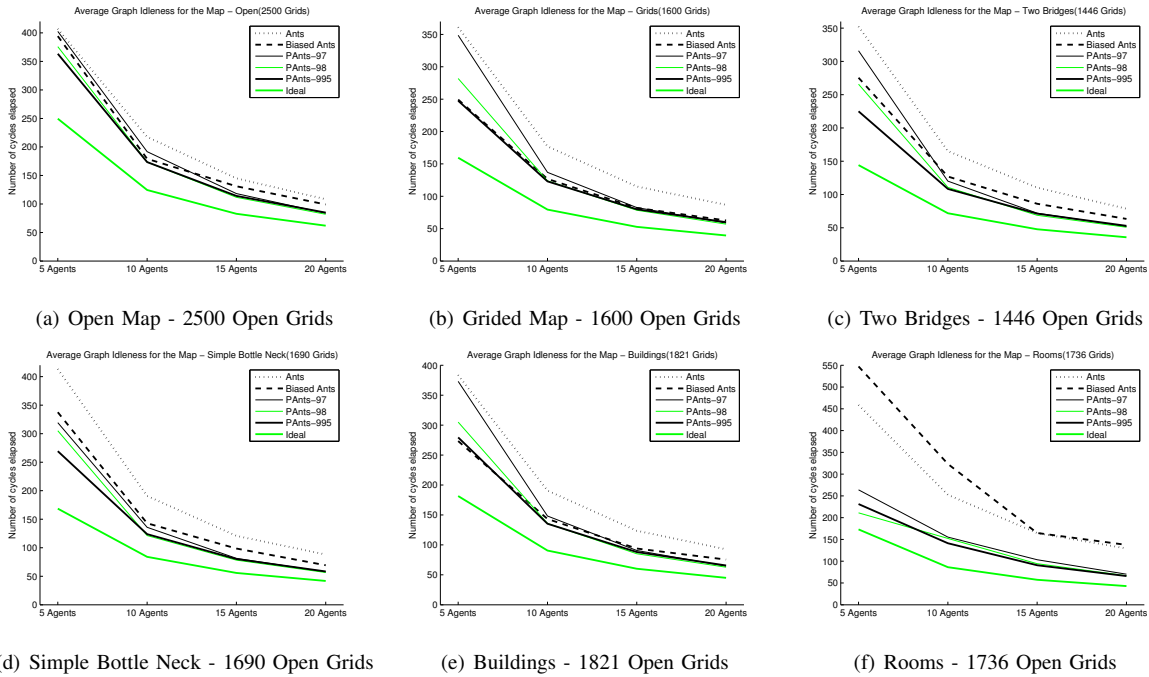 Average Graph Idleness for the Map − Open(2500 Grids)
Number of cycles elapsed
400
350
300
250
200
150
100
50
0
5 Agents 10 Agents 15 Agents 20 Agents
Ants
Biased Ants
PAnts−97
PAnts−98
PAnts−995
Ideal
(a) Open Map - 2500 Open Grids
Average Graph Idleness for the Map − Grids(1600 Grids)
Number of cycles elapsed
350
300
250
200
150
100
50
0
5 Agents 10 Agents 15 Agents 20 Agents
Ants
Biased Ants
PAnts−97
PAnts−98
PAnts−995
Ideal
(b) Grided Map - 1600 Open Grids
Average Graph Idleness for the Map − Two Bridges(1446 Grids)
Number of cycles elapsed
350
300
250
200
150
100
50
0
5 Agents 10 Agents 15 Agents 20 Agents
Ants
Biased Ants
PAnts−97
PAnts−98
PAnts−995
Ideal
(c) Two Bridges - 1446 Open Grids
Average Graph Idleness for the Map − Simple Bottle Neck(1690 Grids)
Number of cycles elapsed
400
350
300
250
200
150
100
50
0
5 Agents 10 Agents 15 Agents 20 Agents
Ants
Biased Ants
PAnts−97
PAnts−98
PAnts−995
Ideal
(d) Simple Bottle Neck - 1690 Open Grids
Average Graph Idleness for the Map − Buildings(1821 Grids)
Number of cycles elapsed
400
350
300
250
200
150
100
50
0
5 Agents 10 Agents 15 Agents 20 Agents
Ants
Biased Ants
PAnts−97
PAnts−98
PAnts−995
Ideal
(e) Buildings - 1821 Open Grids
Average Graph Idleness for the Map − Rooms(1736 Grids)
Number of cycles elapsed
550
500
450
400
350
300
250
200
150
100
50
0
5 Agents 10 Agents 15 Agents 20 Agents
Ants
Biased Ants
PAnts−97
PAnts−98
PAnts−995
Ideal
(f) Rooms - 1736 Open Grids